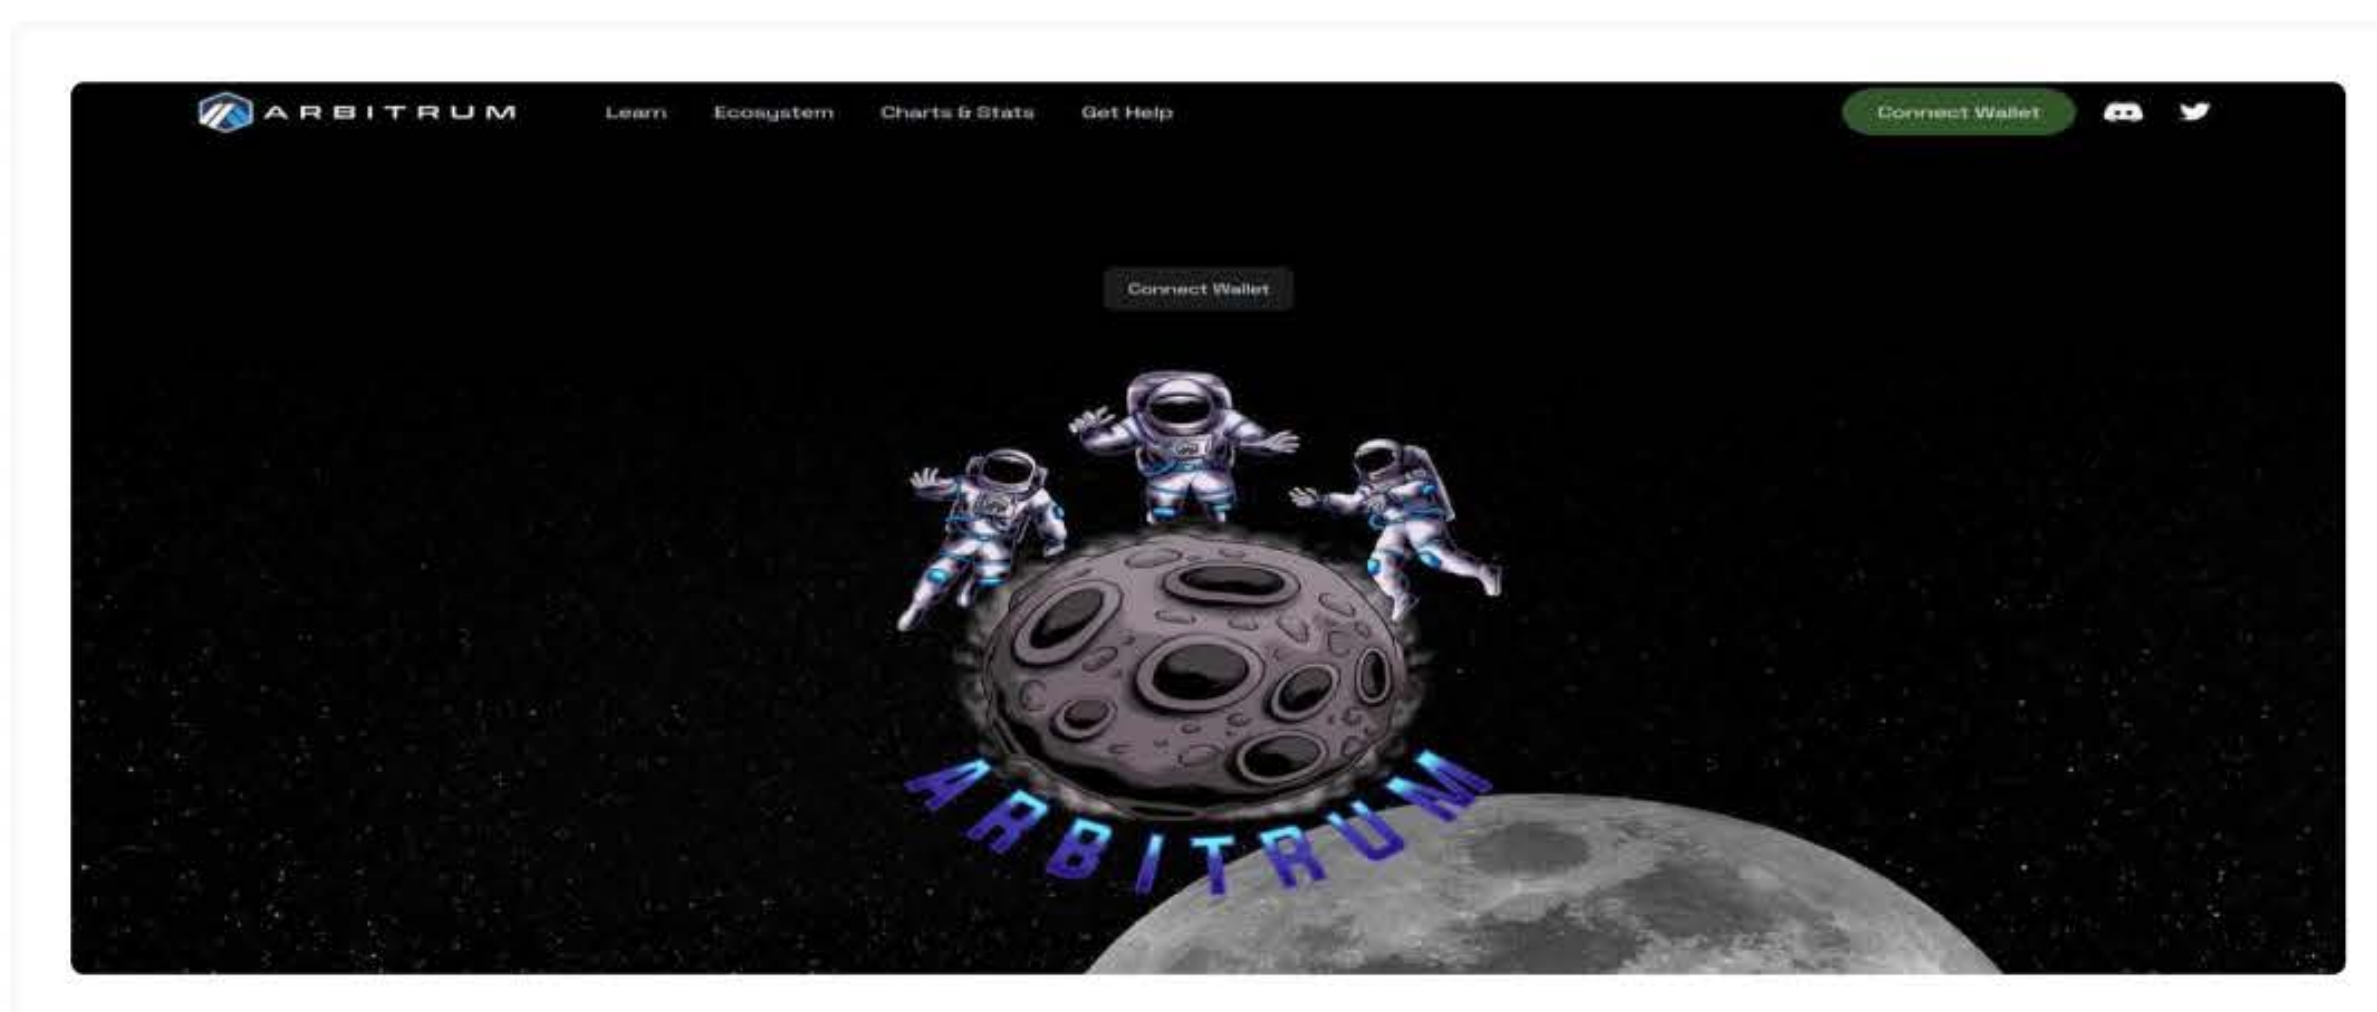 ARBITRUM Learn Ecosystem Charts & Stats Get Help Connect Wallet
Connect Wallet
ARBITRUM